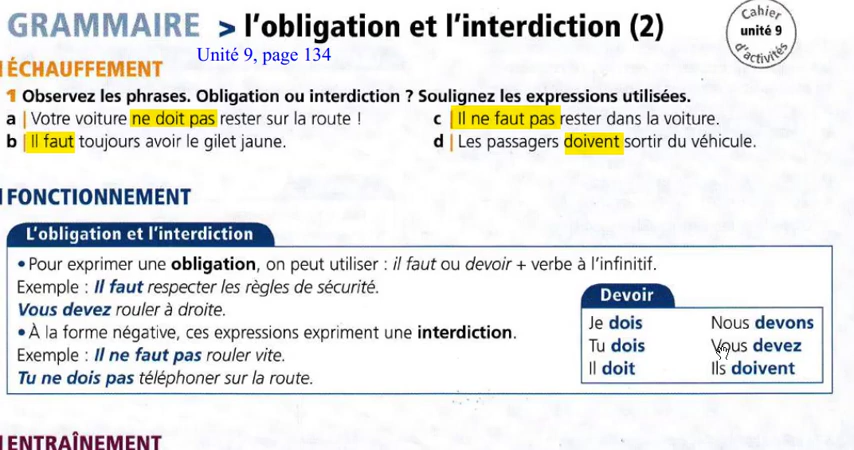 GRAMMAIRE > l'obligation et l'interdiction (2)
Cahier
unité 9
d'activités
Unité 9, page 134
ÉCHAUFFEMENT
1 Observez les phrases. Obligation ou interdiction ? Soulignez les expressions utilisées.
a | Votre voiture ne doit pas rester sur la route !
c | Il ne faut pas rester dans la voiture.
b | Il faut toujours avoir le gilet jaune.
d | Les passagers doivent sortir du véhicule.
FONCTIONNEMENT
L'obligation et l'interdiction
• Pour exprimer une obligation, on peut utiliser : il faut ou devoir + verbe à l'infinitif.
Exemple : Il faut respecter les règles de sécurité.
Vous devez rouler à droite.
• À la forme négative, ces expressions expriment une interdiction.
Exemple : Il ne faut pas rouler vite.
Tu ne dois pas téléphoner sur la route.
Devoir
Je dois
Nous devons
Tu dois
Vous devez
Il doit
Ils doivent
ENTRAÎNEMENT